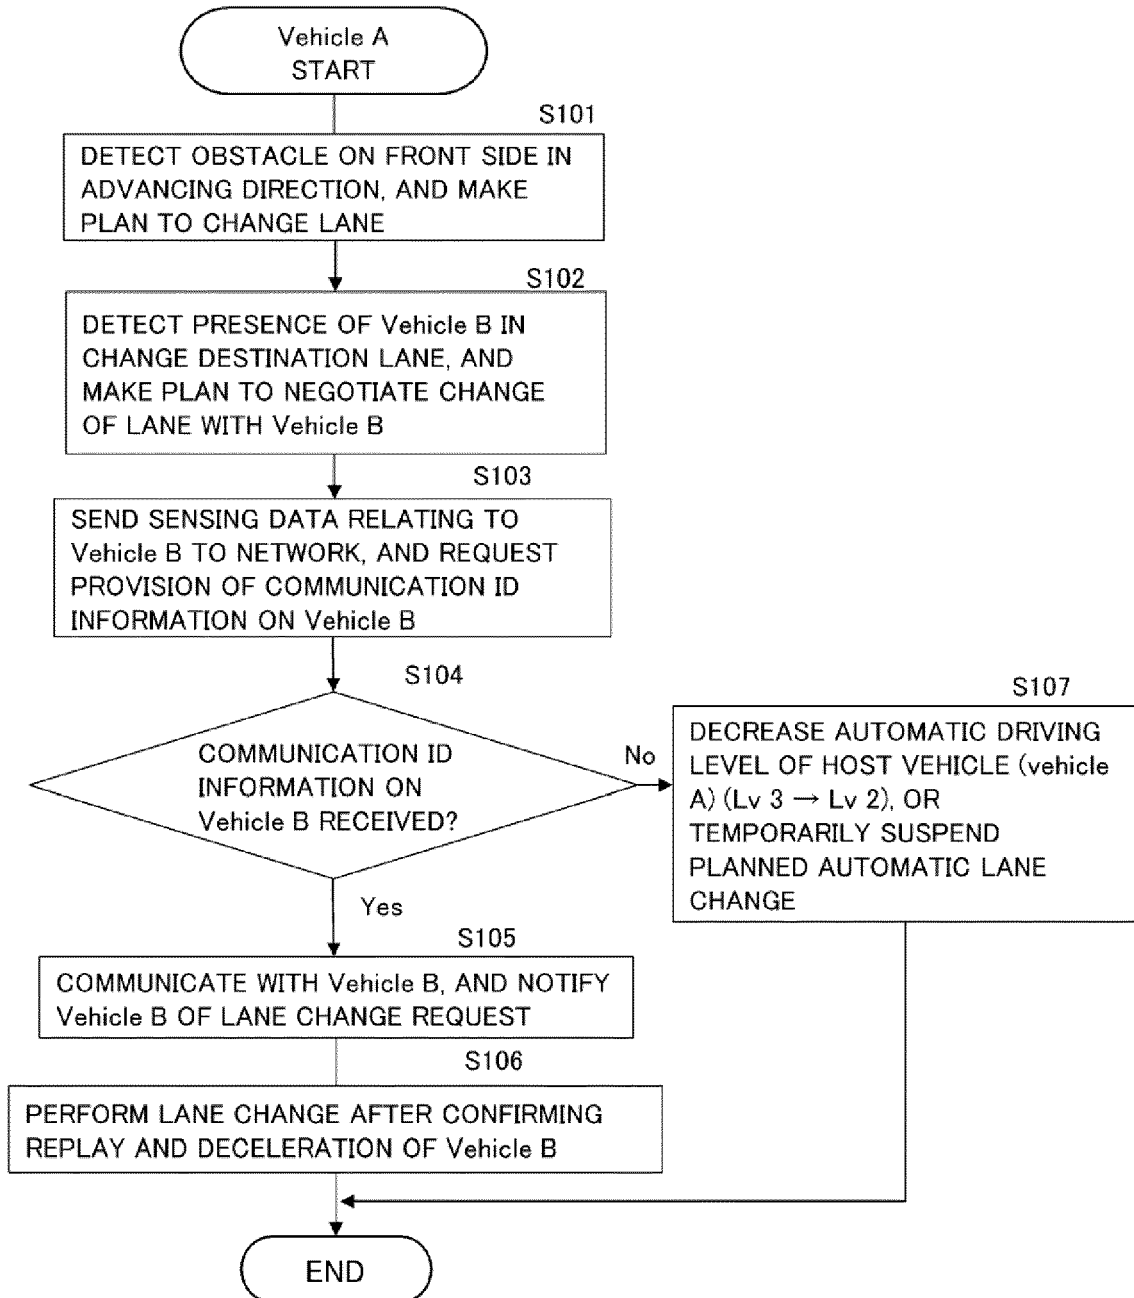 Vehicle A
START
S101
DETECT OBSTACLE ON FRONT SIDE IN
ADVANCING DIRECTION, AND MAKE
PLAN TO CHANGE LANE
S102
DETECT PRESENCE OF Vehicle B IN
CHANGE DESTINATION LANE, AND
MAKE PLAN TO NEGOTIATE CHANGE
OF LANE WITH Vehicle B
S103
SEND SENSING DATA RELATING TO
Vehicle B TO NETWORK, AND REQUEST
PROVISION OF COMMUNICATION ID
INFORMATION ON Vehicle B
S104
COMMUNICATION ID
INFORMATION ON
Vehicle B RECEIVED?
No
S107
DECREASE AUTOMATIC DRIVING
LEVEL OF HOST VEHICLE (vehicle
A) (Lv 3 → Lv 2), OR
TEMPORARILY SUSPEND
PLANNED AUTOMATIC LANE
CHANGE
Yes
S105
COMMUNICATE WITH Vehicle B, AND NOTIFY
Vehicle B OF LANE CHANGE REQUEST
S106
PERFORM LANE CHANGE AFTER CONFIRMING
REPLAY AND DECELERATION OF Vehicle B
END